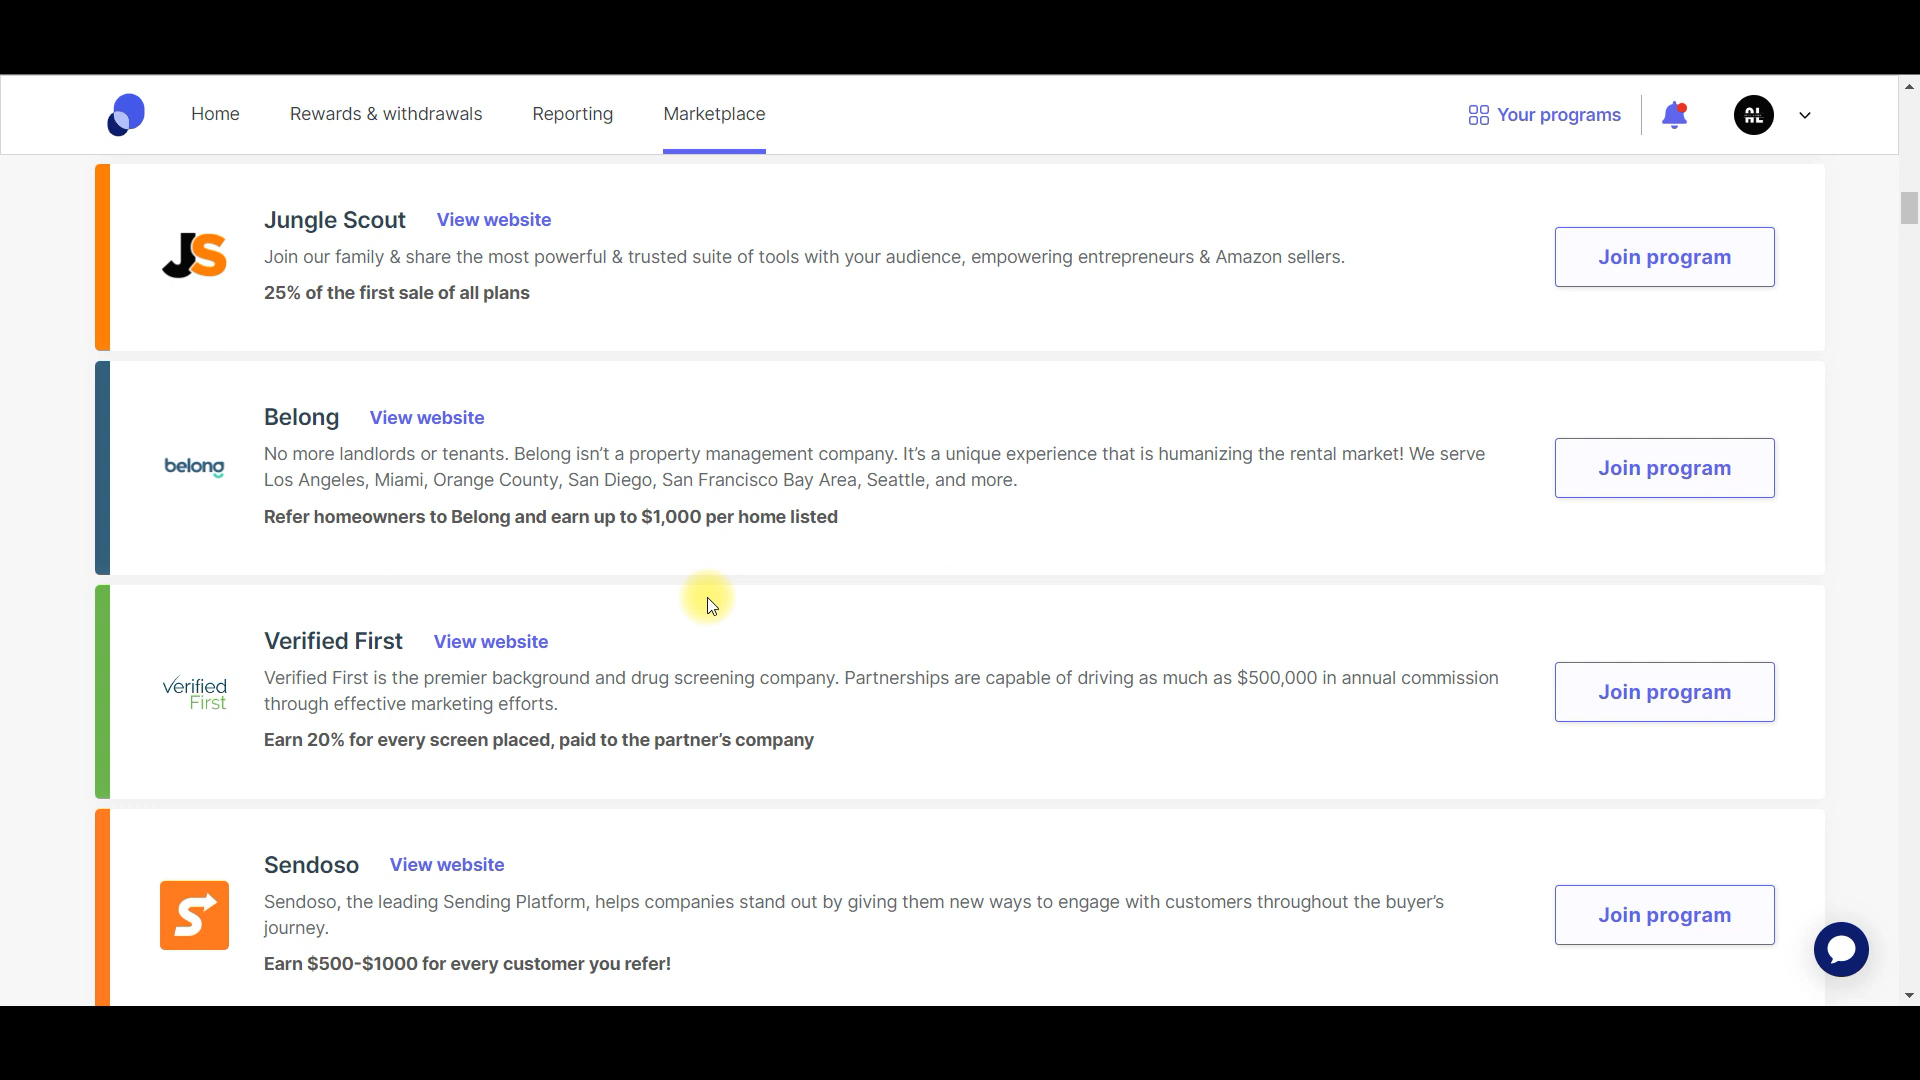 Home Rewards & withdrawals Reporting Marketplace Your programs AL
Jungle Scout View website
Join our family & share the most powerful & trusted suite of tools with your audience, empowering entrepreneurs & Amazon sellers.
25% of the first sale of all plans
JS
Join program
Belong View website
No more landlords or tenants. Belong isn’t a property management company. It’s a unique experience that is humanizing the rental market! We serve
Los Angeles, Miami, Orange County, San Diego, San Francisco Bay Area, Seattle, and more.
Refer homeowners to Belong and earn up to $1,000 per home listed
belong
Join program
Verified First View website
Verified First is the premier background and drug screening company. Partnerships are capable of driving as much as $500,000 in annual commission
through effective marketing efforts.
Earn 20% for every screen placed, paid to the partner’s company
verified
First
Join program
Sendoso View website
Sendoso, the leading Sending Platform, helps companies stand out by giving them new ways to engage with customers throughout the buyer’s
journey.
Earn $500-$1000 for every customer you refer!
S
Join program